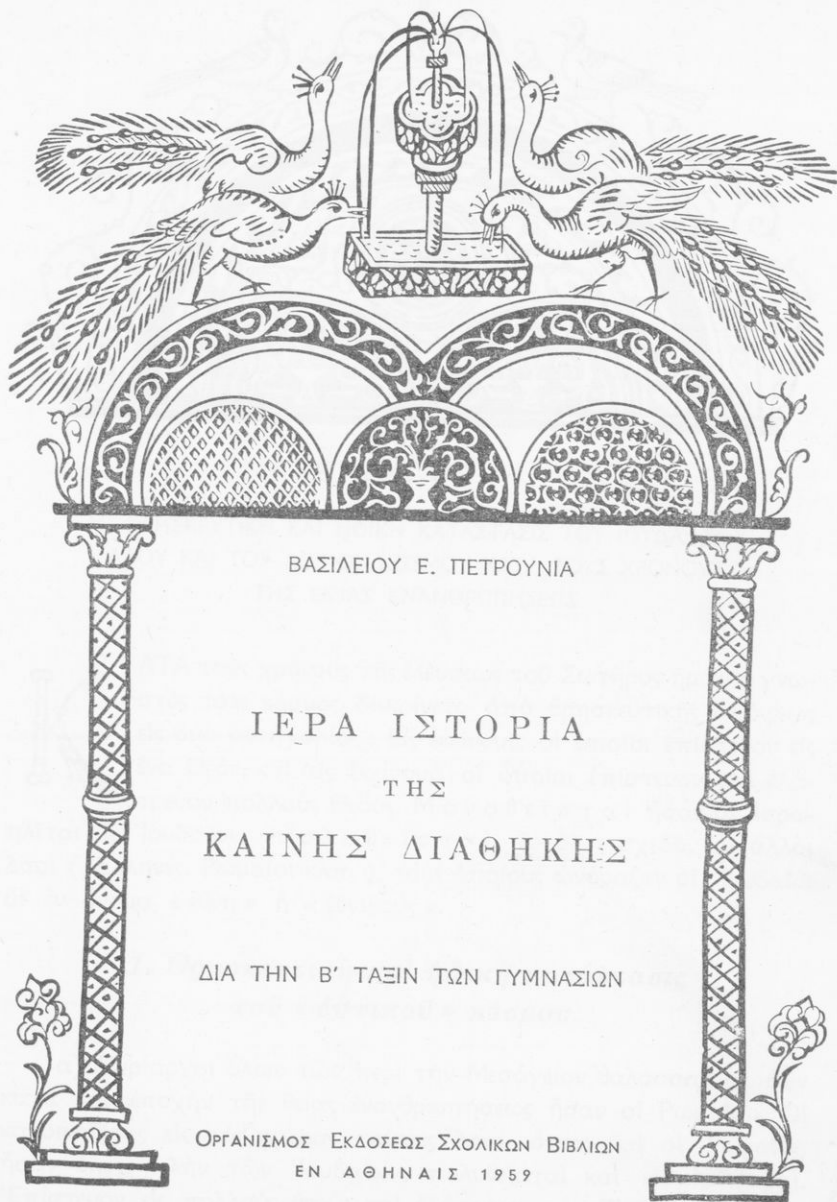 ΒΑΣΙΛΕΙΟΥ Ε. ΠΕΤΡΟΥΝΙΑ
ΙΕΡΑ ΙΣΤΟΡΙΑ
ΤΗΣ
ΚΑΙΝΗΣ ΔΙΑΘΗΚΗΣ
ΔΙΑ ΤΗΝ Β' ΤΑΞΙΝ ΤΩΝ ΓΥΜΝΑΣΙΩΝ
ΟΡΓΑΝΙΣΜΟΣ ΕΚΔΟΣΕΩΣ ΣΧΟΛΙΚΩΝ ΒΙΒΛΙΩΝ
ΕΝ ΑΘΗΝΑΙΣ 1959